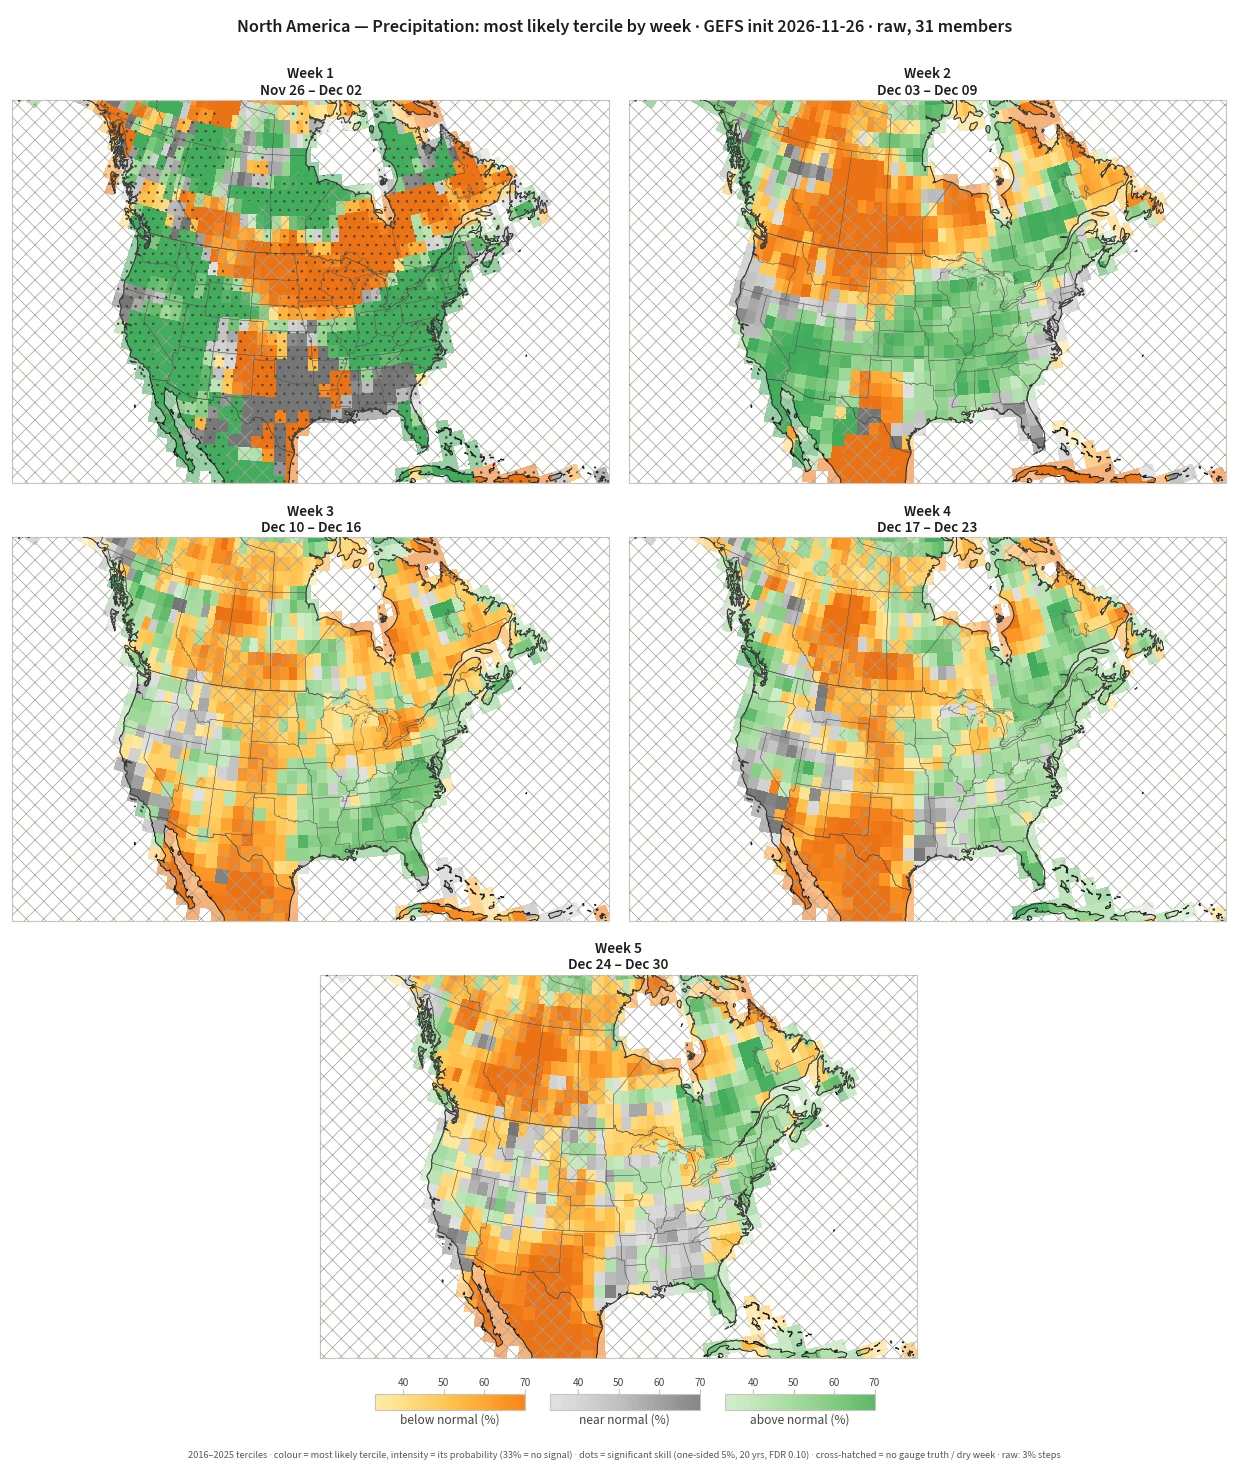 North America — Precipitation: most likely tercile by week · GEFS init 2026-11-26 · raw, 31 members
Week 1
Nov 26 – Dec 02
Week 2
Dec 03 – Dec 09
Week 3
Dec 10 – Dec 16
Week 4
Dec 17 – Dec 23
Week 5
Dec 24 – Dec 30
40 50 60 70
below normal (%)
40 50 60 70
near normal (%)
40 50 60 70
above normal (%)
2016–2025 terciles · colour = most likely tercile, intensity = its probability (33% = no signal) · dots = significant skill (one-sided 5%, 20 yrs, FDR 0.10) · cross-hatched = no gauge truth / dry week · raw: 3% steps